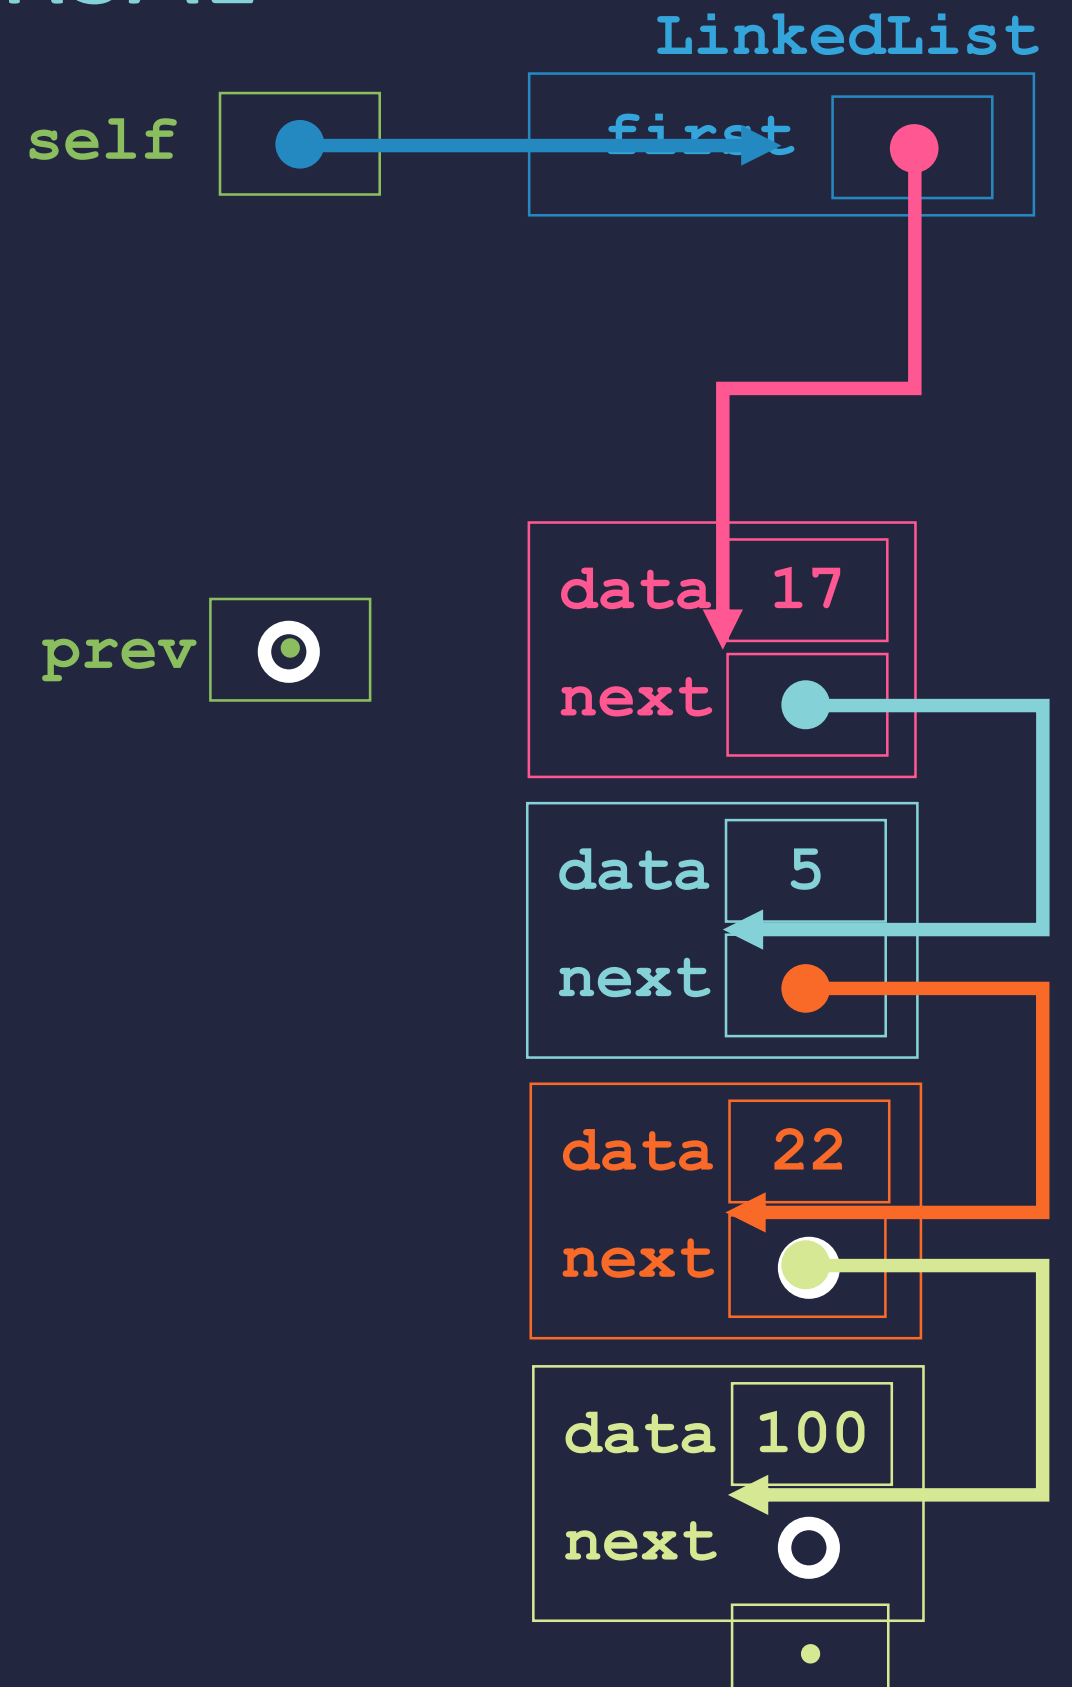 LinkedList
self
first
data 17
prev
next
data 5
next
data 22
next
data 100
next